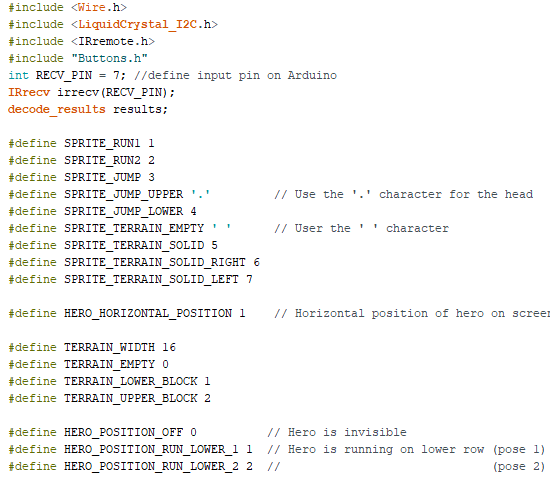 #include <Wire.h>
#include <LiquidCrystal_I2C.h>
#include <IRremote.h>
#include "Buttons.h"
int RECV_PIN = 7; //define input pin on Arduino
IRrecv irrecv(RECV_PIN);
decode_results results;
#define SPRITE_RUN1 1
#define SPRITE_RUN2 2
#define SPRITE_JUMP 3
#define SPRITE_JUMP_UPPER '.'         // Use the '.' character for the head
#define SPRITE_JUMP_LOWER 4
#define SPRITE_TERRAIN_EMPTY ' '      // User the ' ' character
#define SPRITE_TERRAIN_SOLID 5
#define SPRITE_TERRAIN_SOLID_RIGHT 6
#define SPRITE_TERRAIN_SOLID_LEFT 7
#define HERO_HORIZONTAL_POSITION 1    // Horizontal position of hero on screen
#define TERRAIN_WIDTH 16
#define TERRAIN_EMPTY 0
#define TERRAIN_LOWER_BLOCK 1
#define TERRAIN_UPPER_BLOCK 2
#define HERO_POSITION_OFF 0          // Hero is invisible
#define HERO_POSITION_RUN_LOWER_1 1  // Hero is running on lower row (pose 1)
#define HERO_POSITION_RUN_LOWER_2 2  //                              (pose 2)